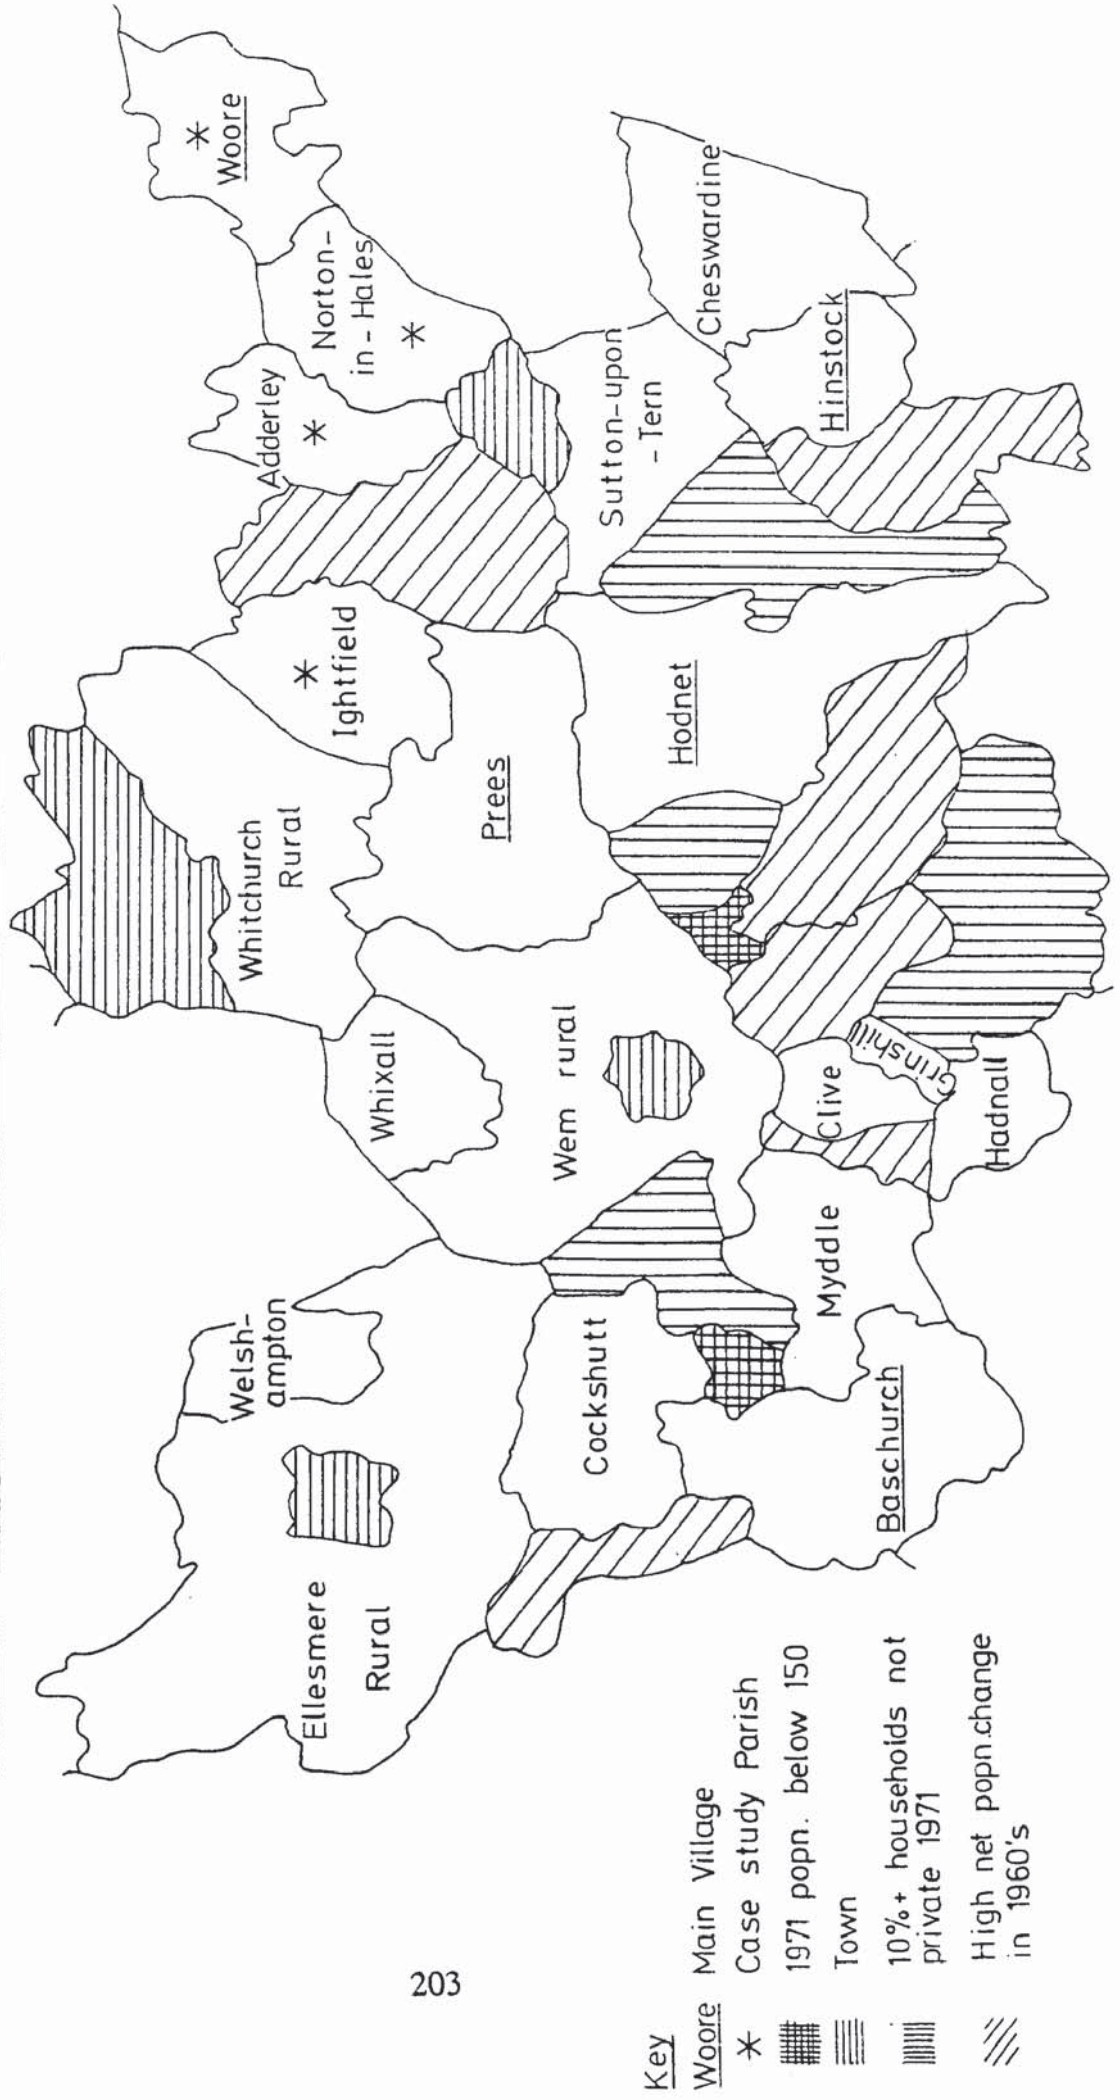 Woore
Norton-
in-Hales
Adderley
Cheswardine
Sutton-upon
-Tern
Hinstock
Ightfield
Hodnet
Prees
Whitchurch
Rural
Whixall
Wem rural
Grinshill
Clive
Hadnall
Myddle
Welsh-
ampton
Cockshutt
Baschurch
Ellesmere
Rural
Key
Woore Main Village
Case study Parish
1971 popn. below 150
Town
10%+ households not
private 1971
High net popn.change
in 1960's
203